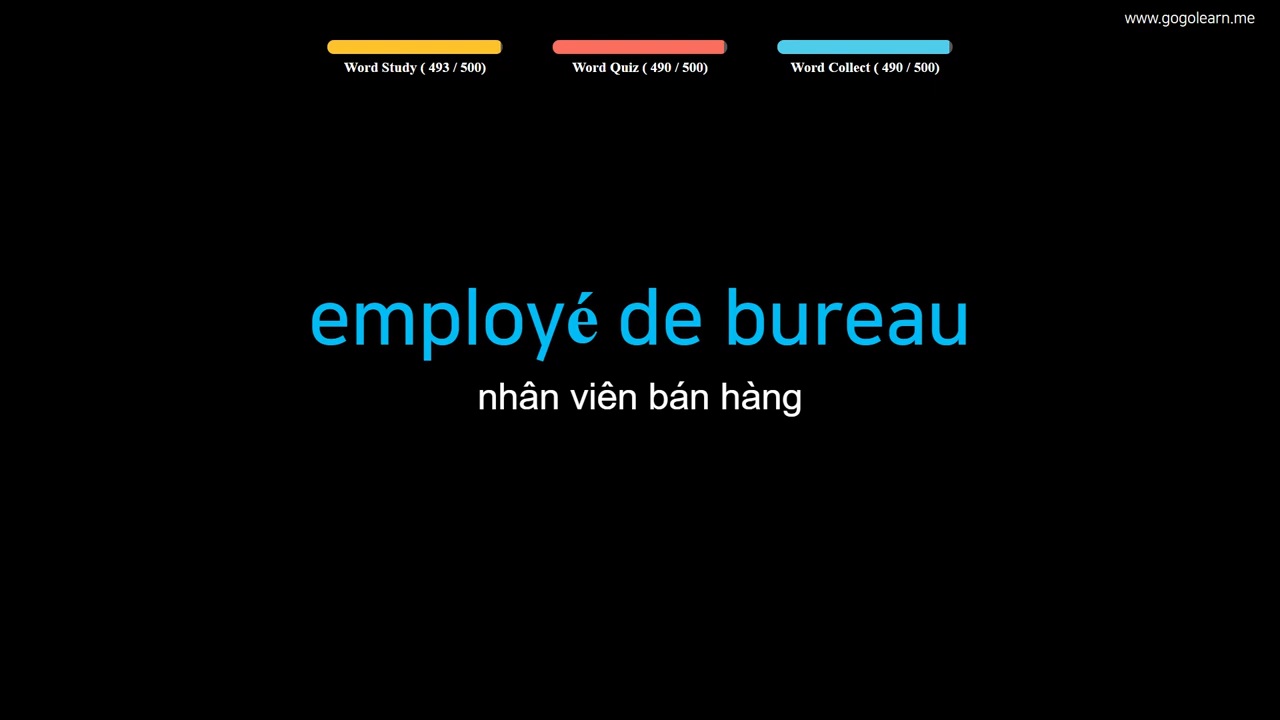 www.gogolearn.me
Word Study ( 493 / 500)
Word Quiz ( 490 / 500)
Word Collect ( 490 / 500)
employé de bureau
nhân viên bán hàng